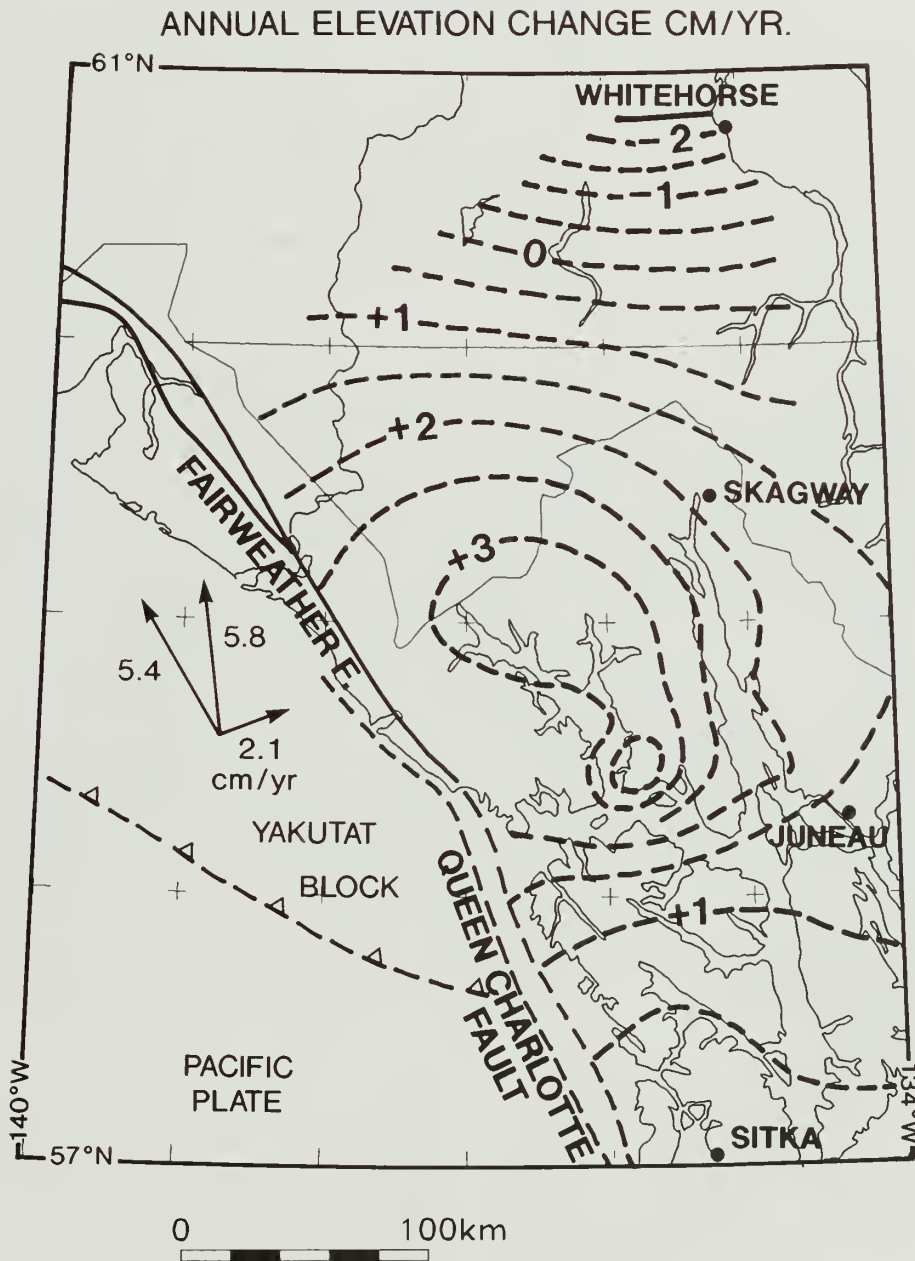 ANNUAL ELEVATION CHANGE CM/YR.
61°N
WHITEHORSE
-2
-1
0
+1
+2
SKAGWAY
+3
FAIRWEATHER F.
5.8
5.4
2.1
cm/yr
YAKUTAT
BLOCK
JUNEAU
QUEEN CHARLOTTE
FAULT
+1
PACIFIC
PLATE
140°W
134°W
SITKA
57°N
0 100km